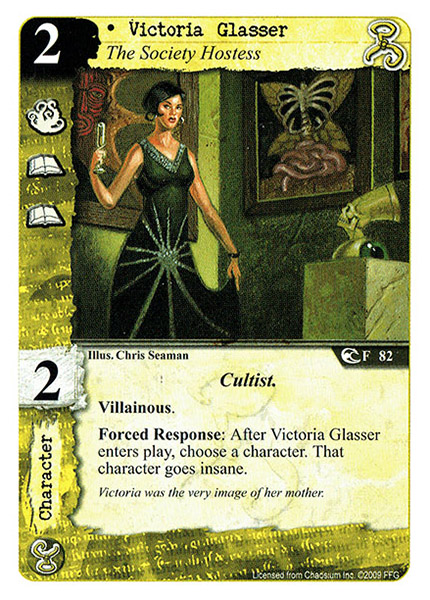 2
• Victoria Glasser
The Society Hostess
Illus. Chris Seaman
F 82
2
Character
Cultist.
Villainous.
Forced Response: After Victoria Glasser
enters play, choose a character. That
character goes insane.
Victoria was the very image of her mother.
Licensed from Chaosium Inc. ©2009 FFG